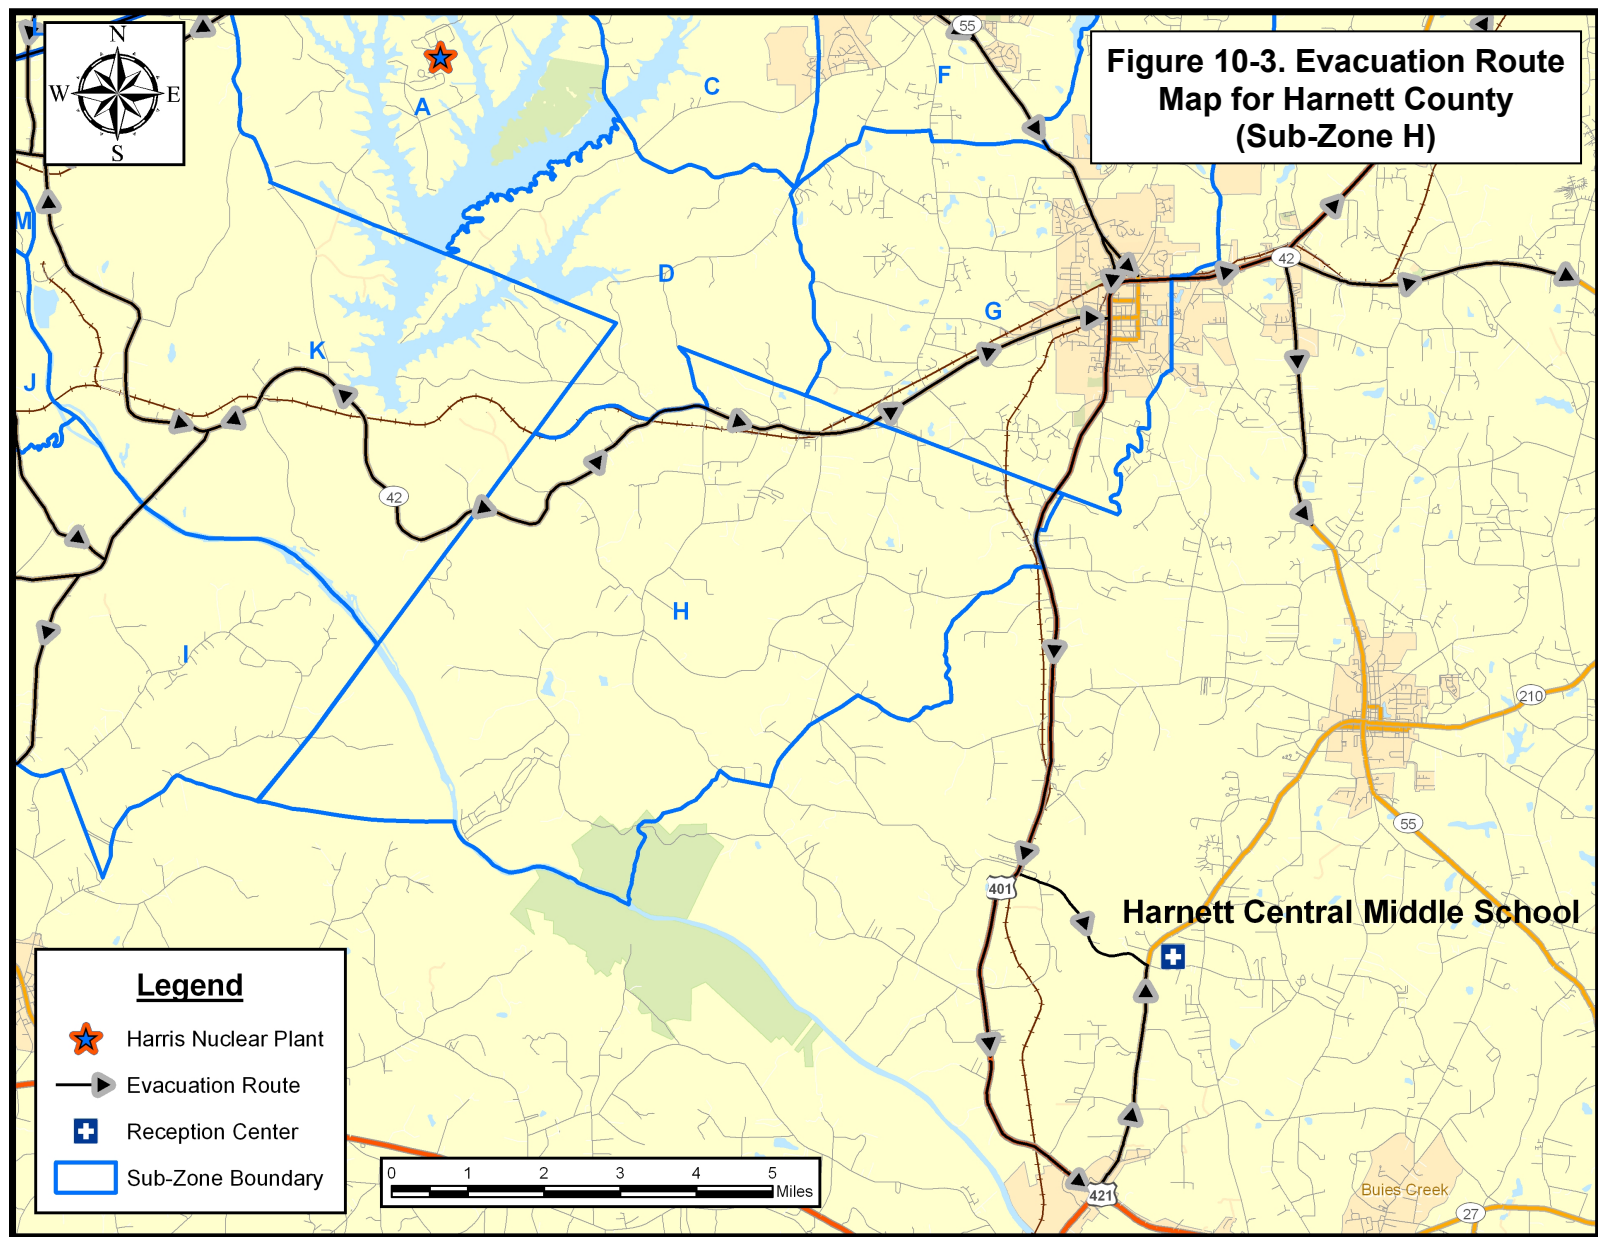 Figure 10-3. Evacuation Route
Map for Harnett County
(Sub-Zone H)
N
W E
S
55
F
C
A
M
D
42
G
K
J
42
H
I
210
55
401
Harnett Central Middle School
Legend
Harris Nuclear Plant
Evacuation Route
Reception Center
Sub-Zone Boundary
0 1 2 3 4 5
Miles
421
Buies Creek
27